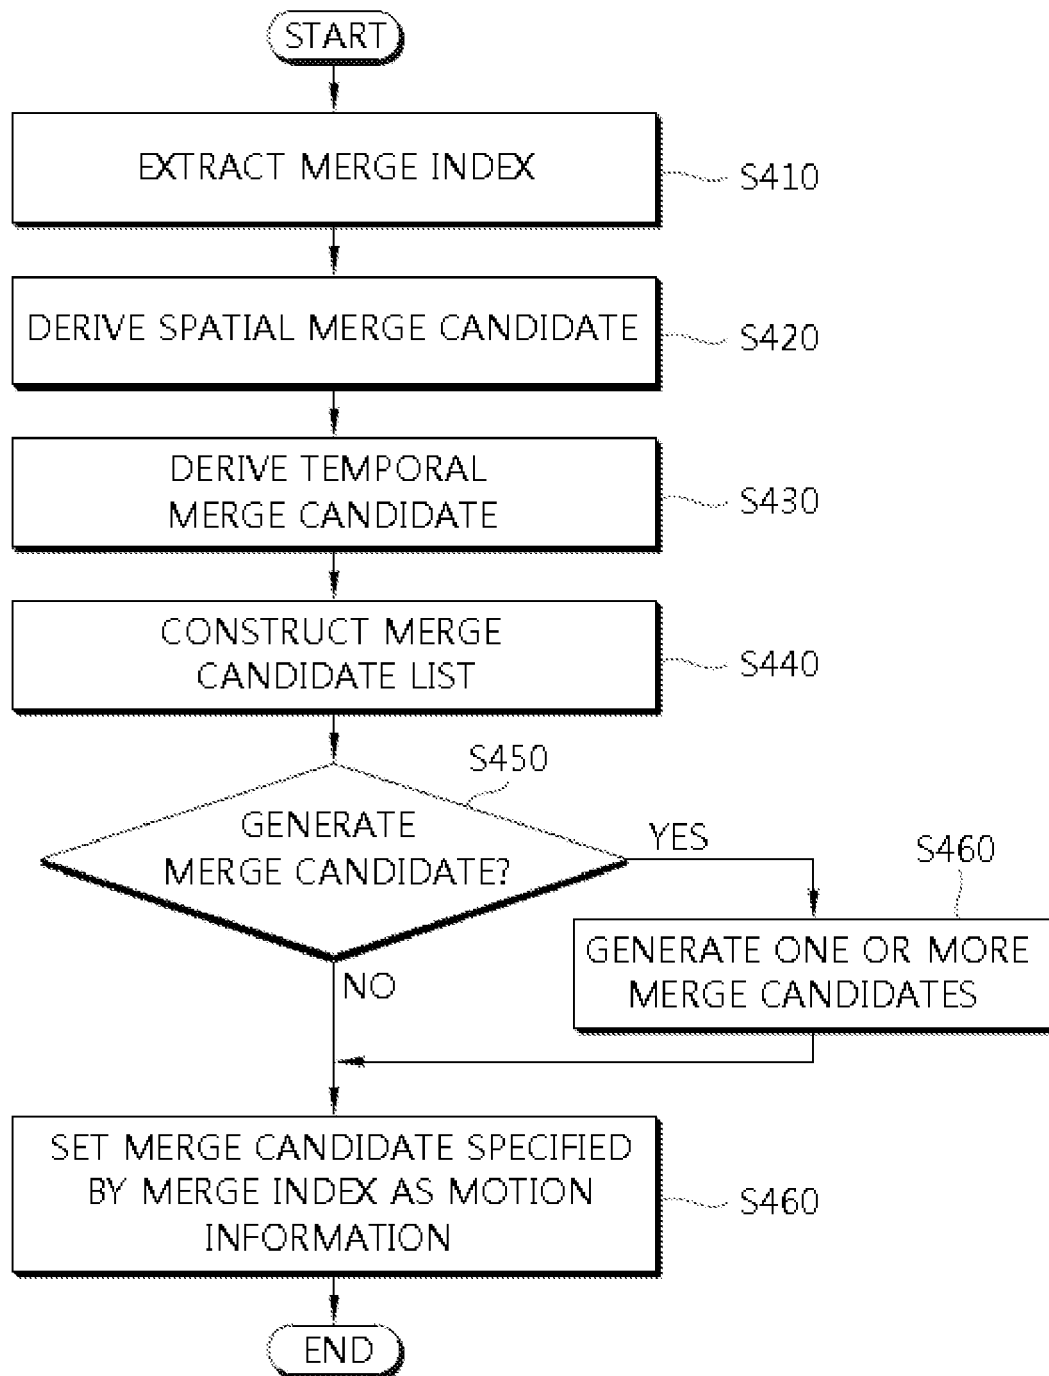 START
EXTRACT MERGE INDEX
S410
DERIVE SPATIAL MERGE CANDIDATE
S420
DERIVE TEMPORAL
MERGE CANDIDATE
S430
CONSTRUCT MERGE
CANDIDATE LIST
S440
S450
GENERATE
MERGE CANDIDATE?
YES
S460
GENERATE ONE OR MORE
MERGE CANDIDATES
NO
SET MERGE CANDIDATE SPECIFIED
BY MERGE INDEX AS MOTION
INFORMATION
S460
END